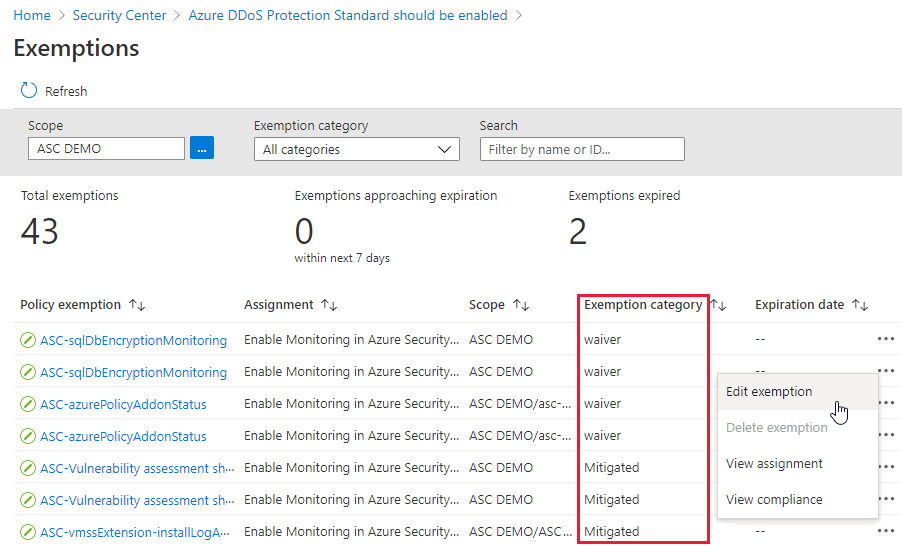 Home > Security Center > Azure DDoS Protection Standard should be enabled >
Exemptions
Refresh
Scope Exemption category Search
ASC DEMO ... All categories Filter by name or ID...
Total exemptions Exemptions approaching expiration Exemptions expired
43 0 2
within next 7 days
Policy exemption ↑↓ Assignment ↑↓ Scope ↑↓ Exemption category ↑↓ Expiration date ↑↓
ASC-sqlDbEncryptionMonitoring Enable Monitoring in Azure Security... ASC DEMO waiver -- ...
ASC-sqlDbEncryptionMonitoring Enable Monitoring in Azure Security... ASC DEMO waiver -- ...
Edit exemption
ASC-azurePolicyAddonStatus Enable Monitoring in Azure Security... ASC DEMO/asc-... waiver ...
Delete exemption
ASC-azurePolicyAddonStatus Enable Monitoring in Azure Security... ASC DEMO/asc-... waiver ...
View assignment
ASC-Vulnerability assessment sh... Enable Monitoring in Azure Security... ASC DEMO Mitigated ...
View compliance
ASC-Vulnerability assessment sh... Enable Monitoring in Azure Security... ASC DEMO Mitigated ...
ASC-vmssExtension-installLogA... Enable Monitoring in Azure Security... ASC DEMO/ASC... Mitigated -- ...